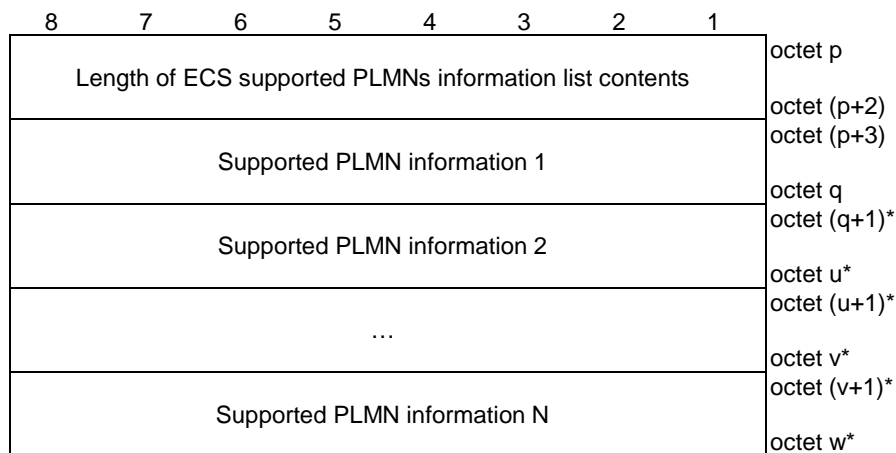 8 7 6 5 4 3 2 1
octet p
Length of ECS supported PLMNs information list contents
octet (p+2)
octet (p+3)
Supported PLMN information 1
octet q
octet (q+1)*
Supported PLMN information 2
octet u*
octet (u+1)*
…
octet v*
octet (v+1)*
Supported PLMN information N
octet w*